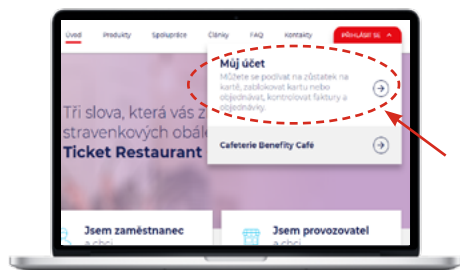 Úvod Produkty Spolupráce Články FAQ Kontakty PŘIHLÁSIT SE
Můj účet
Můžete se podívat na zůstatek na
kartě, zablokovat kartu nebo
objednávat, kontrolovat faktury a
objednávky.
Tři slova, která vás z
stravenkových obále
Ticket Restaurant
Cafeterie Benefity Café
Jsem zaměstnanec
a chci
Jsem provozovatel
a chci